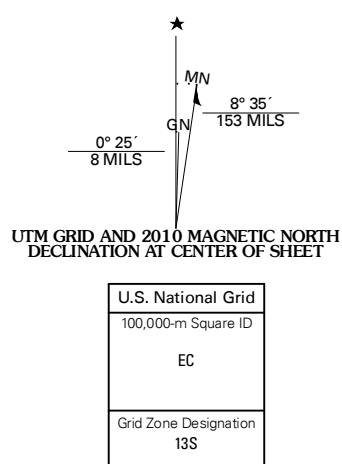 ★
MN
GN
8° 35´
153 MILS
0° 25´
8 MILS
UTM GRID AND 2010 MAGNETIC NORTH
DECLINATION AT CENTER OF SHEET
U.S. National Grid
100,000-m Square ID
EC
Grid Zone Designation
13S